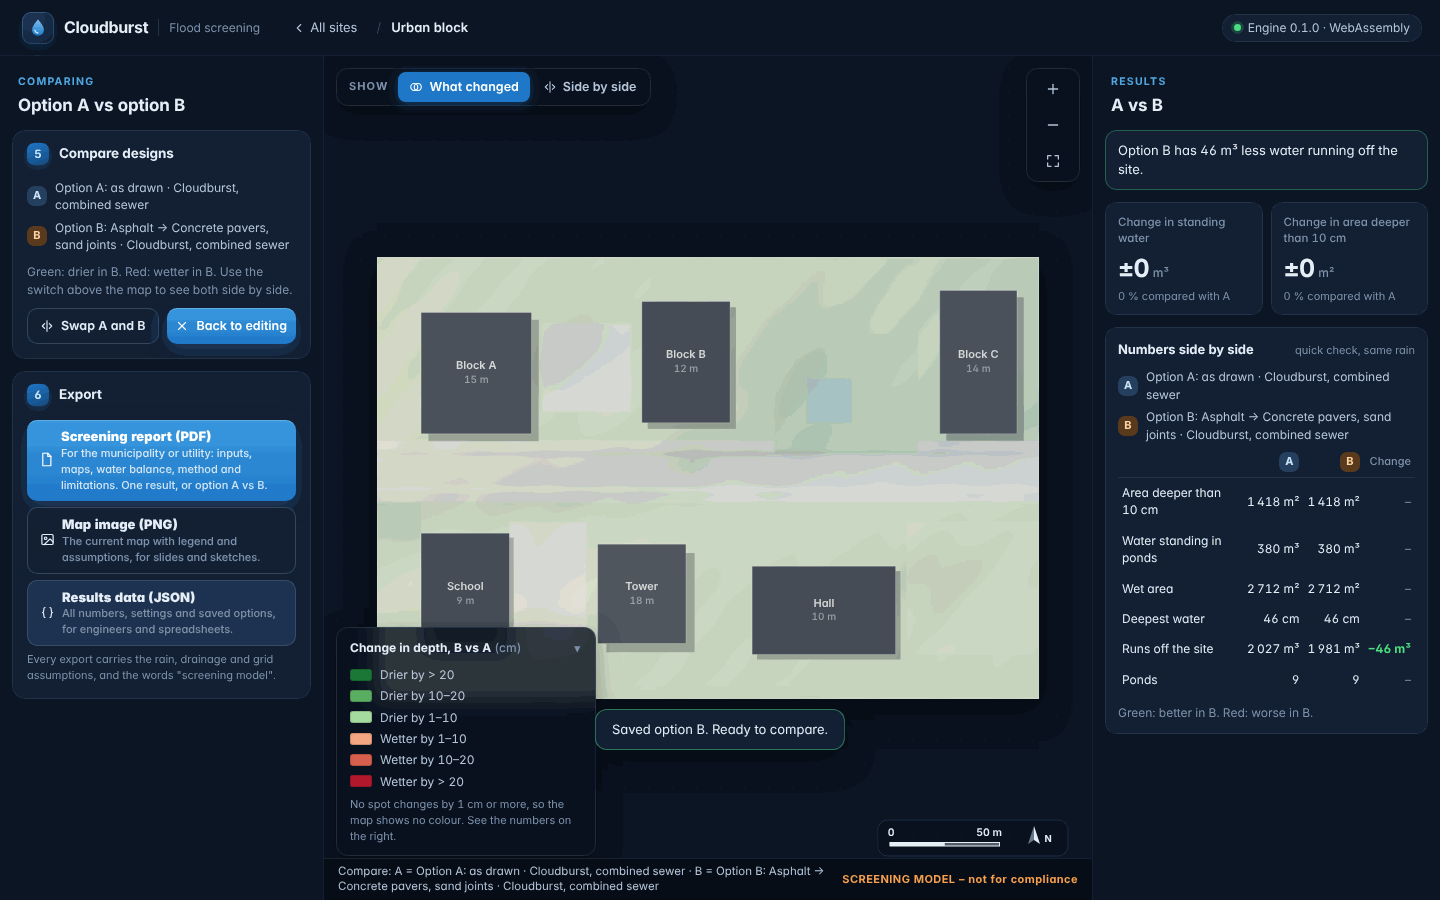 Cloudburst
Flood screening
All sites
/
Urban block
Engine 0.1.0 · WebAssembly
COMPARING
Option A vs option B
5
Compare designs
A
Option A: as drawn · Cloudburst,
combined sewer
B
Option B: Asphalt → Concrete pavers,
sand joints · Cloudburst, combined sewer
Green: drier in B. Red: wetter in B. Use the
switch above the map to see both side by side.
Swap A and B
Back to editing
6
Export
Screening report (PDF)
For the municipality or utility: inputs,
maps, water balance, method and
limitations. One result, or option A vs B.
Map image (PNG)
The current map with legend and
assumptions, for slides and sketches.
Results data (JSON)
All numbers, settings and saved options,
for engineers and spreadsheets.
Every export carries the rain, drainage and grid
assumptions, and the words "screening model".
SHOW
What changed
Side by side
Block A
15 m
Block B
12 m
Block C
14 m
School
9 m
Tower
18 m
Hall
10 m
Change in depth, B vs A (cm)
Drier by > 20
Drier by 10–20
Drier by 1–10
Wetter by 1–10
Wetter by 10–20
Wetter by > 20
No spot changes by 1 cm or more, so the
map shows no colour. See the numbers on
the right.
Saved option B. Ready to compare.
0 50 m
N
Compare: A = Option A: as drawn · Cloudburst, combined sewer · B = Option B: Asphalt →
Concrete pavers, sand joints · Cloudburst, combined sewer
SCREENING MODEL – not for compliance
RESULTS
A vs B
Option B has 46 m³ less water running off the
site.
Change in standing
water
±0 m³
0 % compared with A
Change in area deeper
than 10 cm
±0 m²
0 % compared with A
Numbers side by side
quick check, same rain
A
Option A: as drawn · Cloudburst, combined
sewer
B
Option B: Asphalt → Concrete pavers, sand
joints · Cloudburst, combined sewer
A B Change
Area deeper than
10 cm
1 418 m² 1 418 m² –
Water standing in
ponds
380 m³ 380 m³ –
Wet area 2 712 m² 2 712 m² –
Deepest water 46 cm 46 cm –
Runs off the site 2 027 m³ 1 981 m³ −46 m³
Ponds 9 9 –
Green: better in B. Red: worse in B.